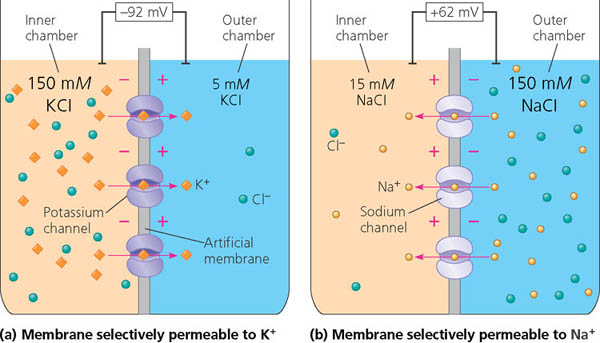 –92 mV
Inner
chamber
Outer
chamber
150 mM
KCl
5 mM
KCl
– +
– +
K+
Cl–
– +
Potassium
channel
Artificial
membrane
(a) Membrane selectively permeable to K+
+62 mV
Inner
chamber
Outer
chamber
15 mM
NaCl
150 mM
NaCl
+ –
Cl–
+ –
Na+
+ –
Sodium
channel
(b) Membrane selectively permeable to Na+